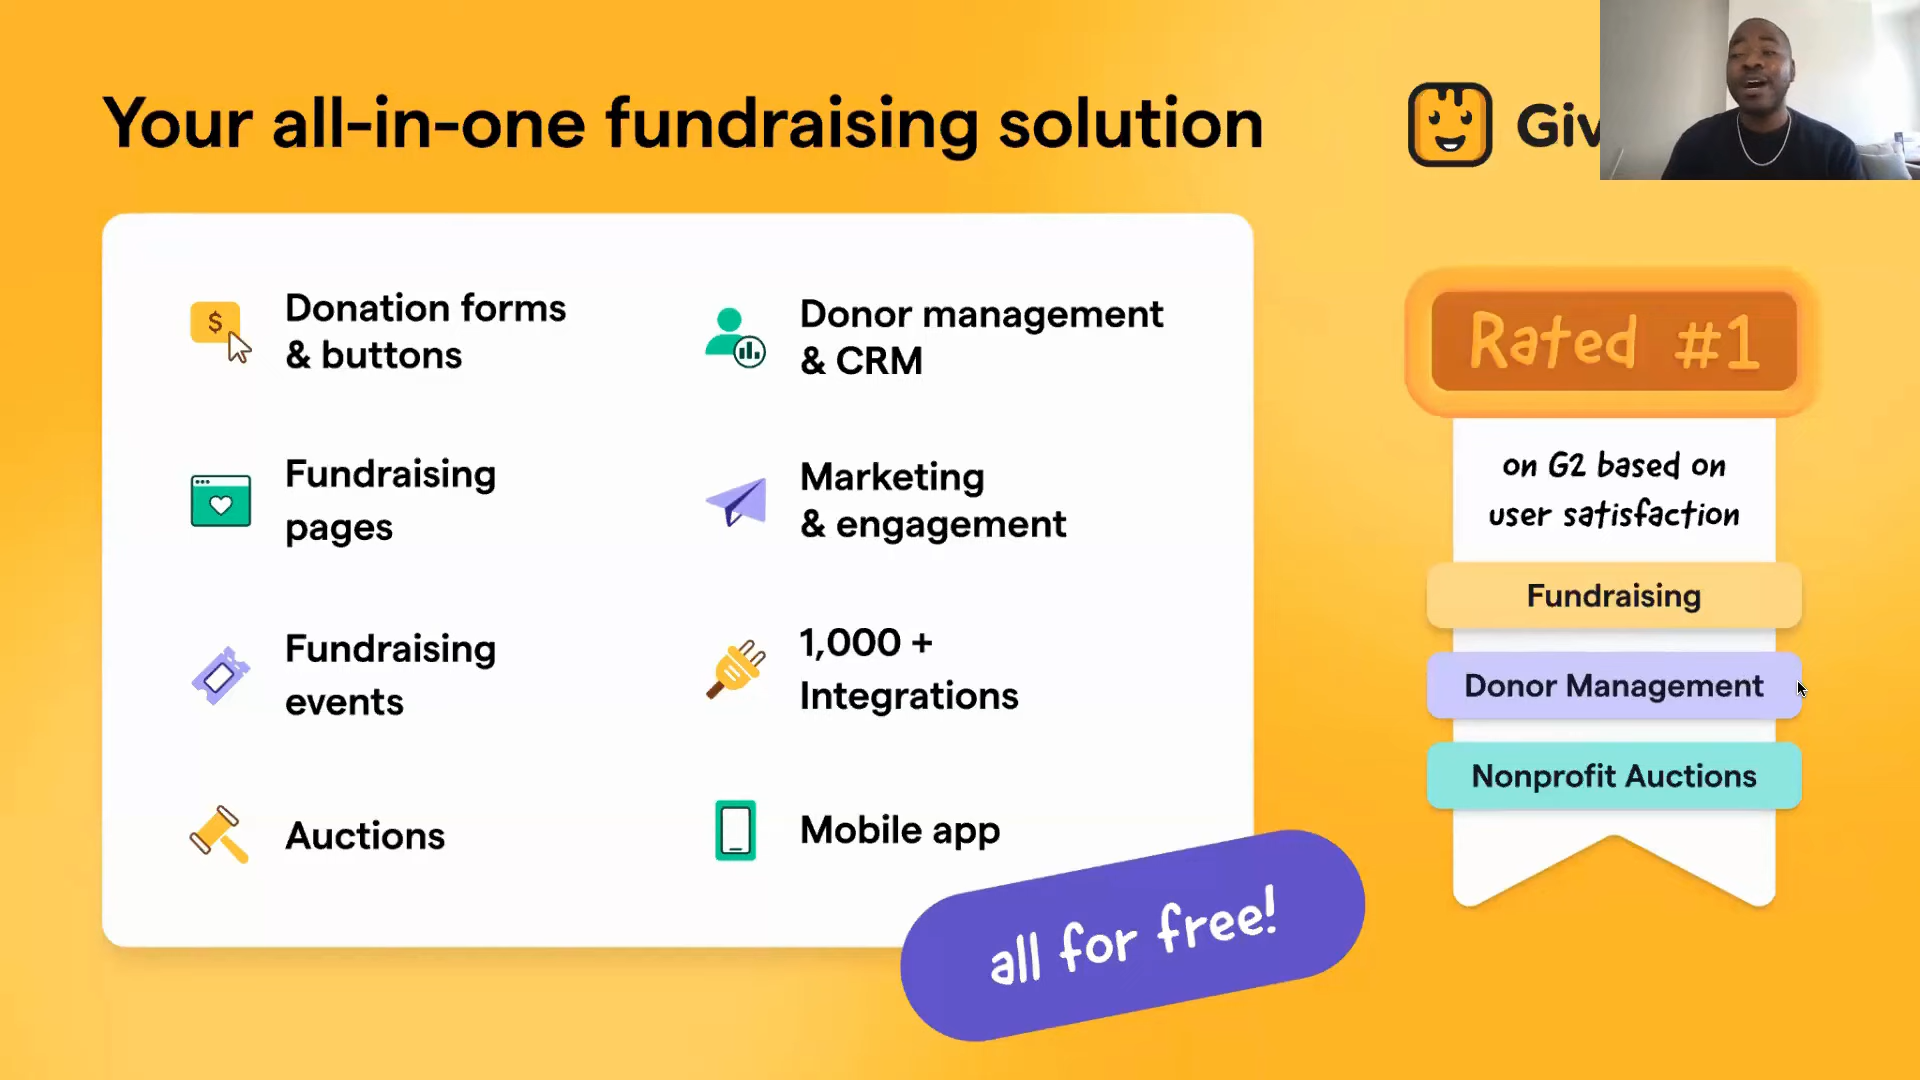 Your all-in-one fundraising solution
Donation forms
& buttons
Donor management
& CRM
Fundraising
pages
Marketing
& engagement
Fundraising
events
1,000 +
Integrations
Auctions
Mobile app
all for free!
Rated #1
on G2 based on
user satisfaction
Fundraising
Donor Management
Nonprofit Auctions